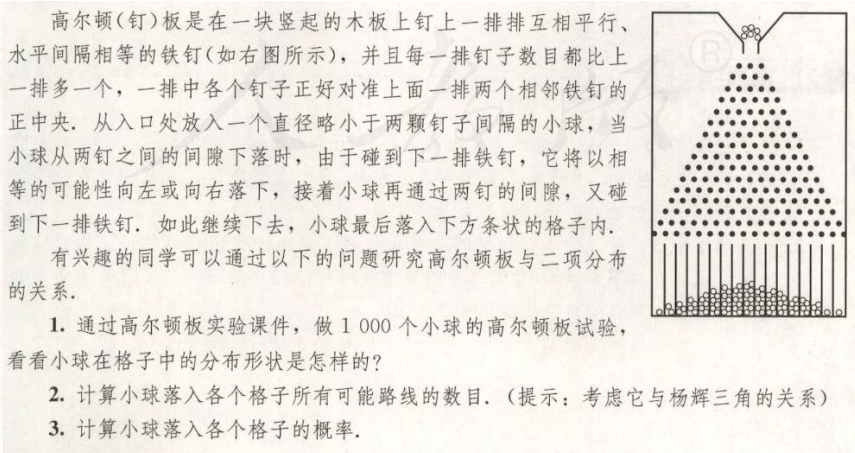 高尔顿(钉)板是在一块竖起的木板上钉上一排排互相平行、
水平间隔相等的铁钉(如右图所示),并且每一排钉子数目都比上
一排多一个,一排中各个钉子正好对准上面一排两个相邻铁钉的
正中央.从入口处放入一个直径略小于两颗钉子间隔的小球,当
小球从两钉之间的间隙下落时,由于碰到下一排铁钉,它将以相
等的可能性向左或向右落下,接着小球再通过两钉的间隙,又碰
到下一排铁钉.如此继续下去,小球最后落入下方条状的格子内.
有兴趣的同学可以通过以下的问题研究高尔顿板与二项分布
的关系.
1. 通过高尔顿板实验课件,做1 000个小球的高尔顿板试验,
看看小球在格子中的分布形状是怎样的?
2. 计算小球落入各个格子所有可能路线的数目.(提示:考虑它与杨辉三角的关系)
3. 计算小球落入各个格子的概率.